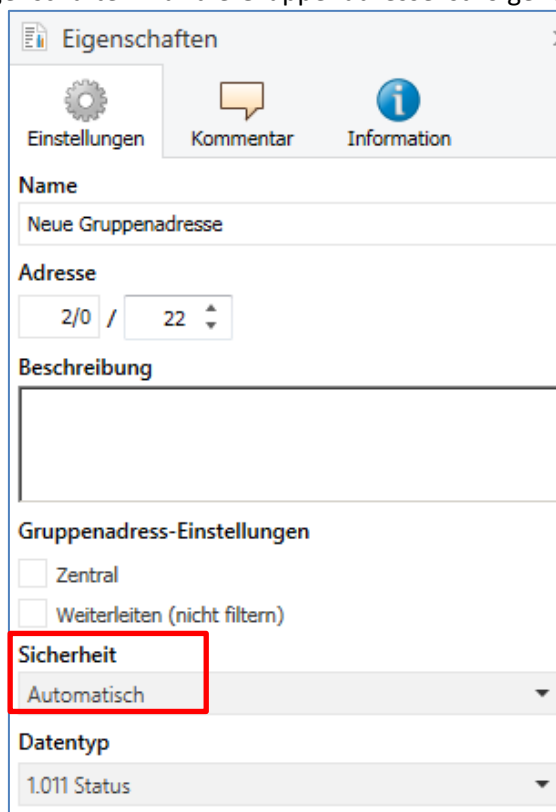 Eigenschaften
Einstellungen Kommentar Information
Name
Neue Gruppenadresse
Adresse
2/0 / 22
Beschreibung
Gruppenadress-Einstellungen
Zentral
Weiterleiten (nicht filtern)
Sicherheit
Automatisch
Datentyp
1.011 Status